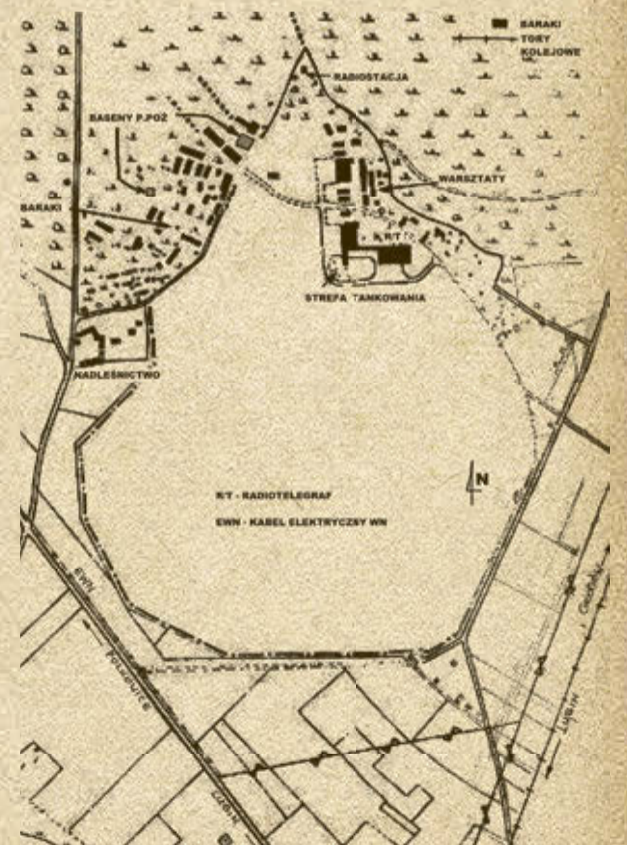 BARAKI
TORY
KOLEJOWE
RADIOSTACJA
BASENY P.POŻ
WARSZTATY
BARAKI
R/T
STREFA TANKOWANIA
NADLEŚNICTWO
N
R/T - RADIOTELEGRAF
EWN - KABEL ELEKTRYCZNY WN
EWN
POLKOWICE
LUBIN
LUBIN